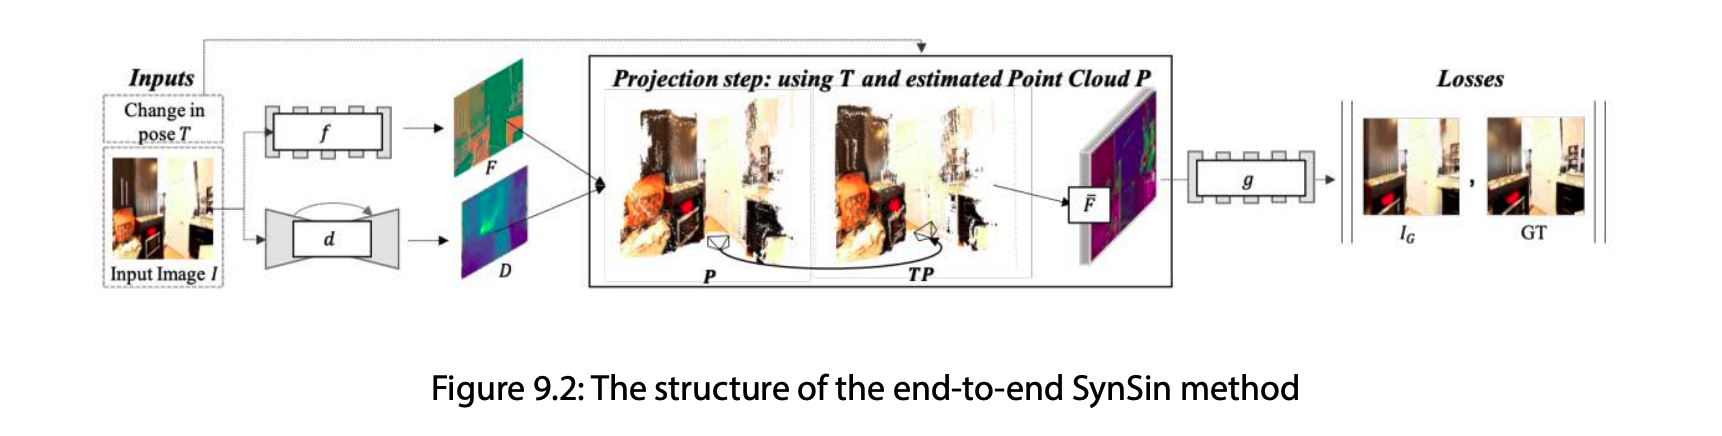 Inputs
Change in
pose T
Input Image I
f
d
F
D
Projection step: using T and estimated Point Cloud P
P
TP
F̄
g
Losses
,
I_G
GT
Figure 9.2: The structure of the end-to-end SynSin method